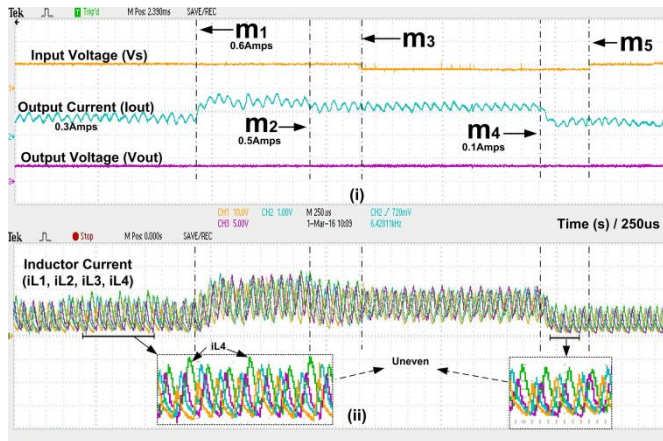 Tek Trig'd M Pos: 2.390ms SAVE/REC
m1
0.6Amps
m3
m5
Input Voltage (Vs)
Output Current (Iout)
0.3Amps
m2
0.5Amps
m4
0.1Amps
Output Voltage (Vout)
(i)
CH1 10.0V CH2 1.00V M 250us CH2 720mV
CH3 5.00V 1-Mar-16 10:09 6.42811kHz
Time (s) / 250us
Tek Stop M Pos: 0.000s SAVE/REC
Inductor Current
(iL1, iL2, iL3, iL4)
iL4
Uneven
(ii)